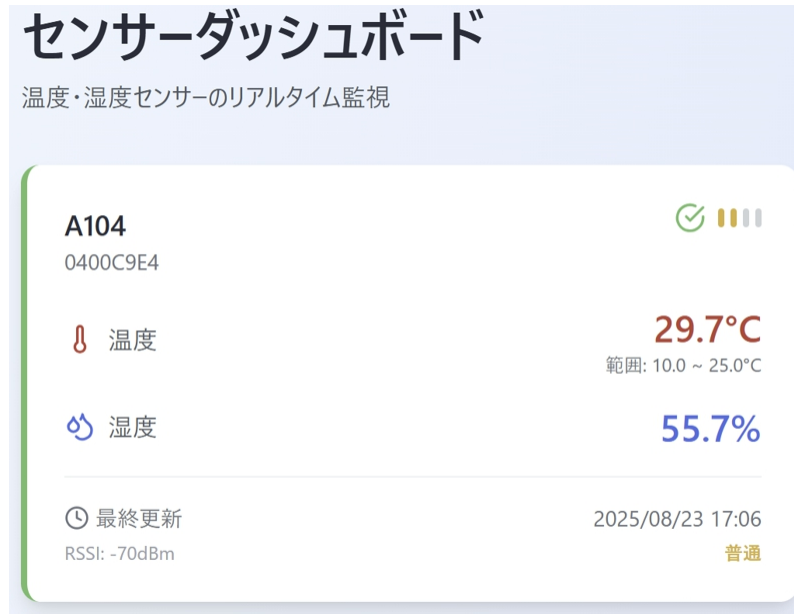 センサーダッシュボード
温度・湿度センサーのリアルタイム監視
A104
0400C9E4
温度
29.7°C
範囲: 10.0 ~ 25.0°C
湿度
55.7%
最終更新
2025/08/23 17:06
RSSI: -70dBm
普通